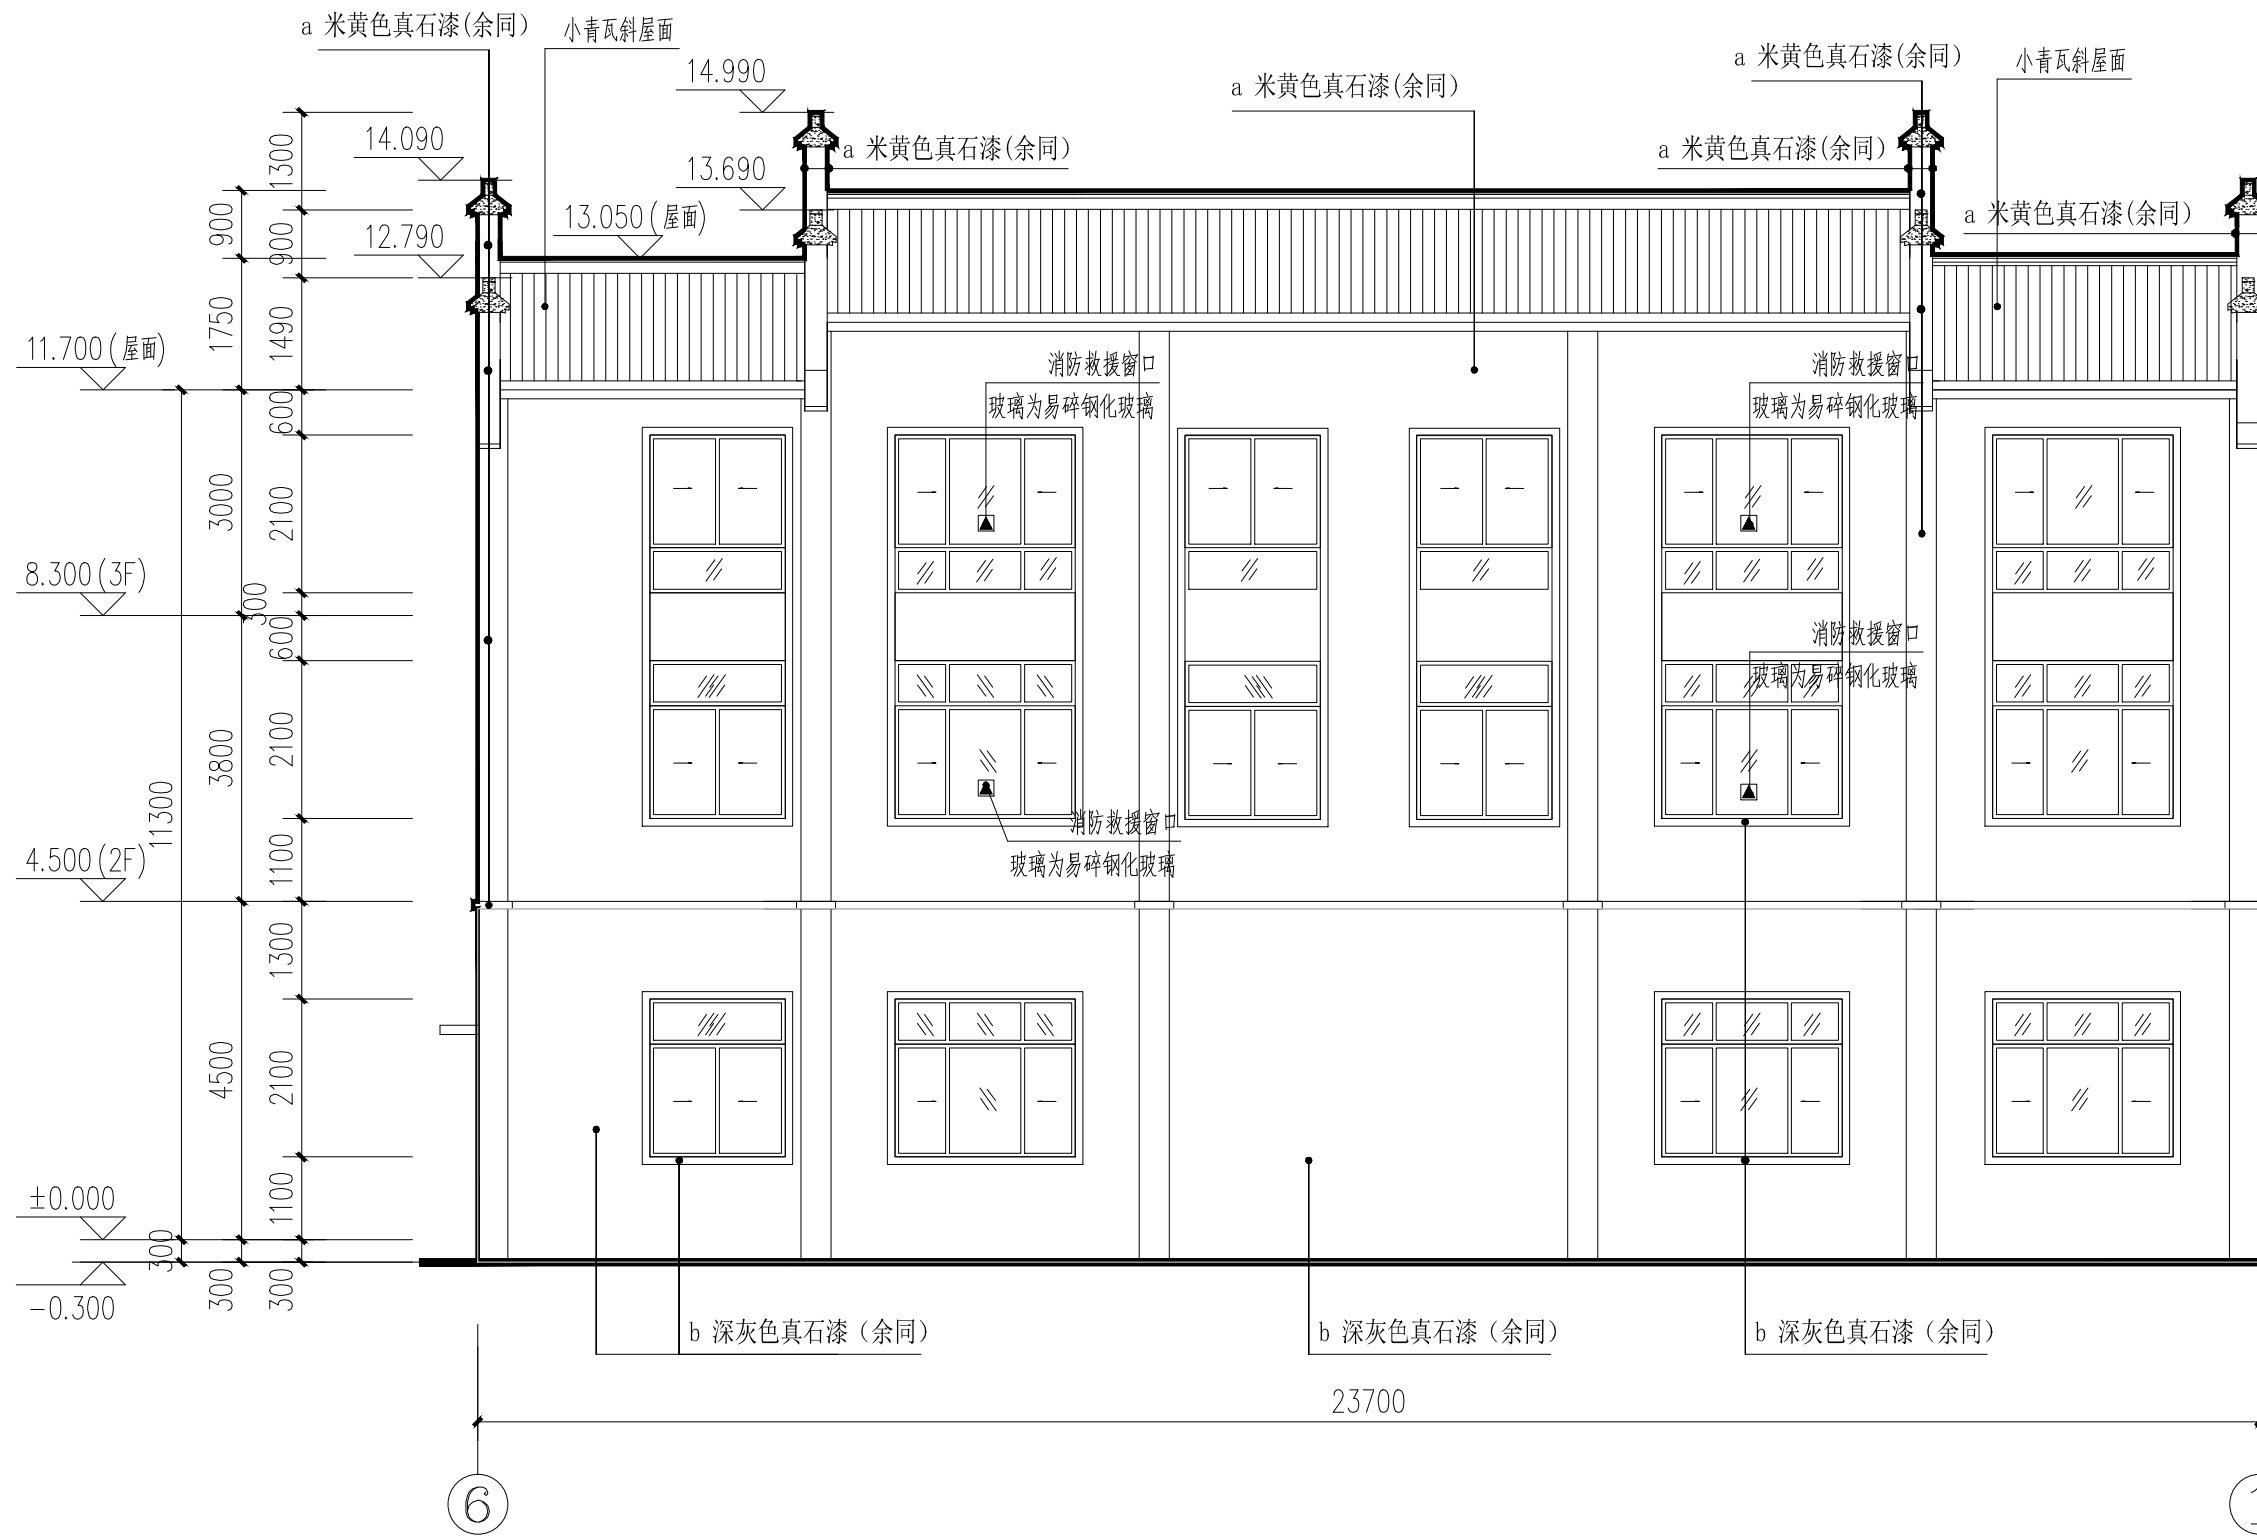 a 米黄色真石漆(余同)
小青瓦斜屋面
14.990
a 米黄色真石漆(余同)
a 米黄色真石漆(余同)
小青瓦斜屋面
14.090
a 米黄色真石漆(余同)
a 米黄色真石漆(余同)
13.690
13.050(屋面)
a 米黄色真石漆(余同)
12.790
1300
900
900
1750
1490
11.700(屋面)
消防救援窗口
玻璃为易碎钢化玻璃
消防救援窗口
玻璃为易碎钢化玻璃
600
3000
2100
8.300(3F)
300
600
消防救援窗口
玻璃为易碎钢化玻璃
3800
2100
11300
消防救援窗口
玻璃为易碎钢化玻璃
4.500(2F)
1100
1300
4500
2100
1100
±0.000
300
300
300
-0.300
b 深灰色真石漆（余同）
b 深灰色真石漆（余同）
b 深灰色真石漆（余同）
23700
6
1